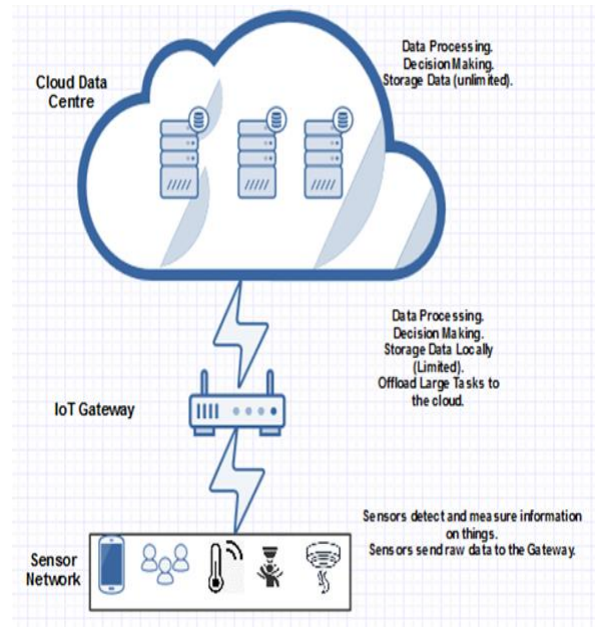 Cloud Data
Centre
Data Processing.
Decision Making.
Storage Data (unlimited).
Data Processing.
Decision Making.
Storage Data Locally
(Limited).
Offload Large Tasks to
the cloud.
IoT Gateway
Sensors detect and measure information
on things.
Sensors send raw data to the Gateway.
Sensor
Network